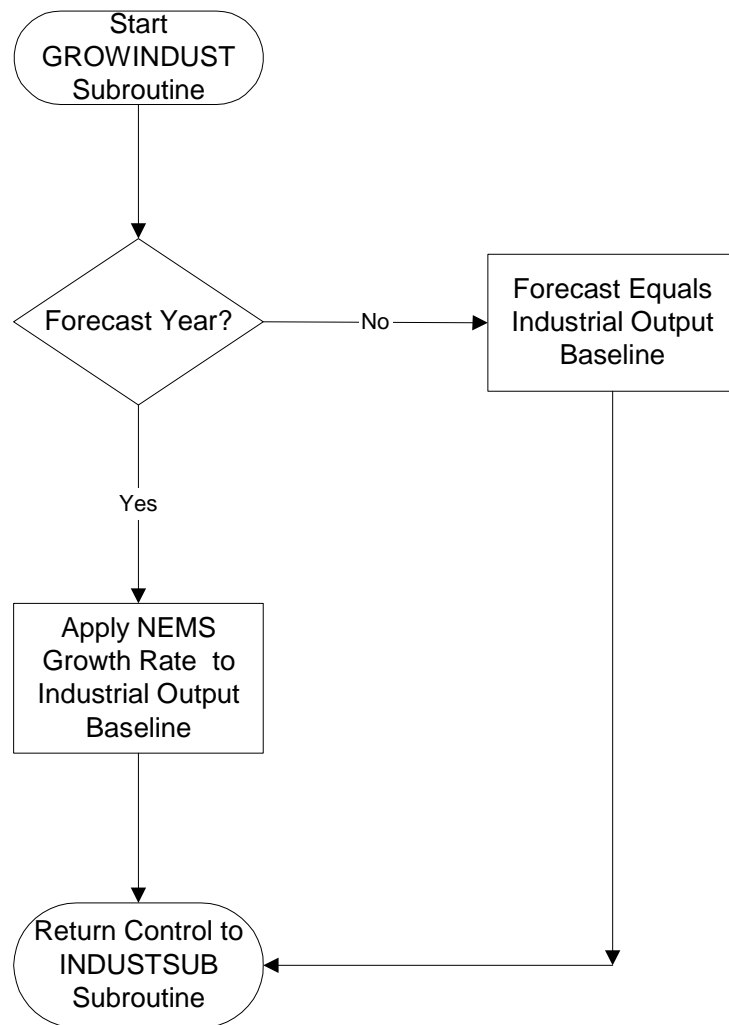 Start
GROWINDUST
Subroutine
Forecast Year?
No
Forecast Equals
Industrial Output
Baseline
Yes
Apply NEMS
Growth Rate  to
Industrial Output
Baseline
Return Control to
INDUSTSUB
Subroutine